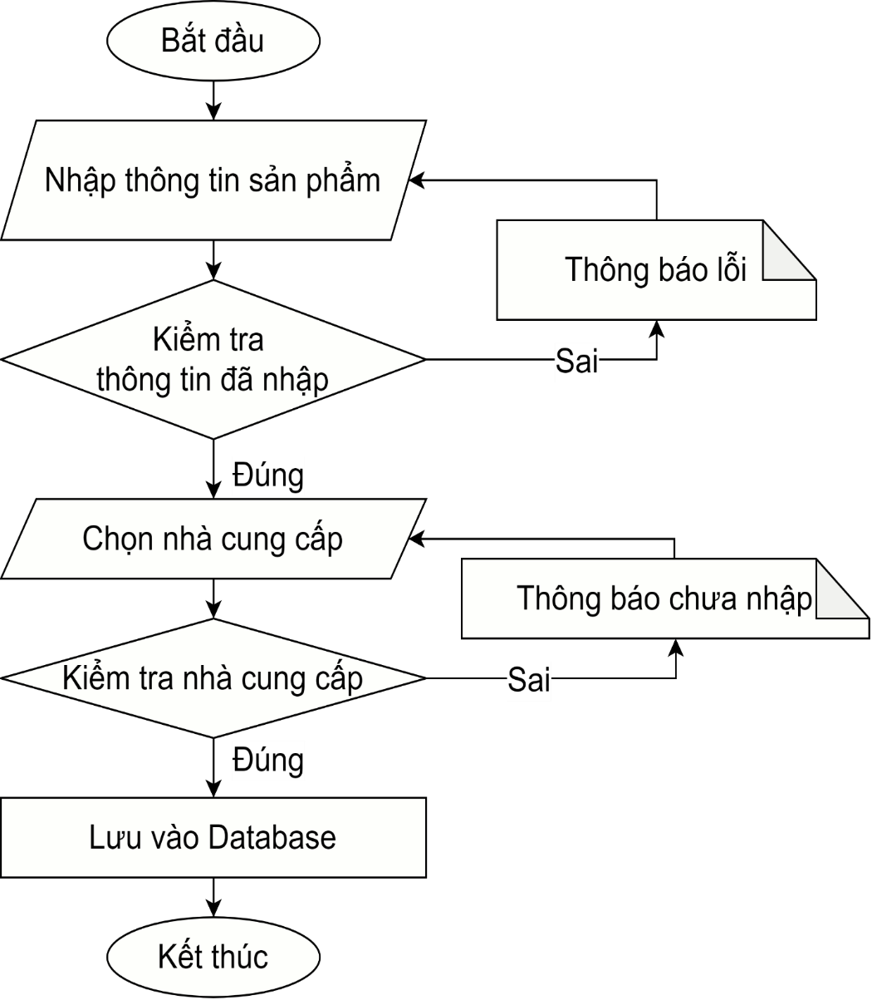 Bắt đầu
Nhập thông tin sản phẩm
Thông báo lỗi
Kiểm tra
thông tin đã nhập
Sai
Đúng
Chọn nhà cung cấp
Thông báo chưa nhập
Kiểm tra nhà cung cấp
Sai
Đúng
Lưu vào Database
Kết thúc